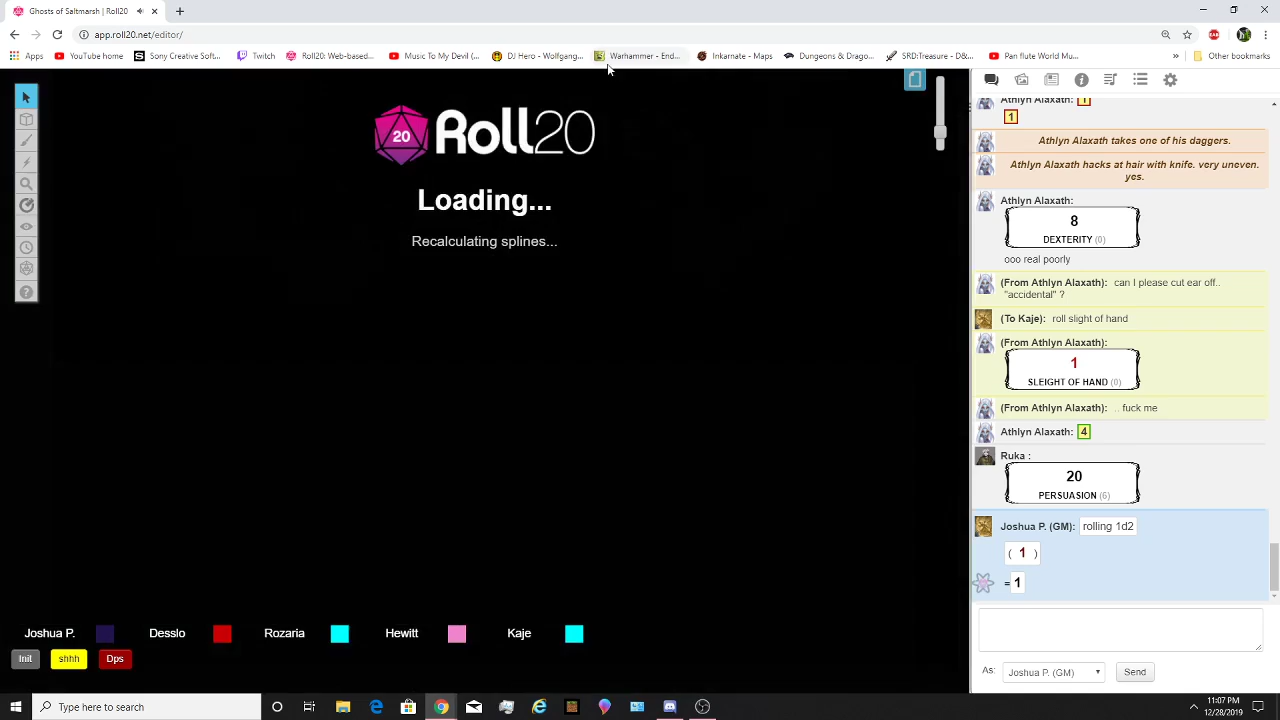 Ghosts of | Roll20
app.roll20.net/editor/
Apps
YouTube home
Sony Creative Soft...
Twitch
Roll20: Web-based...
Music To My Devil (...
DJ Hero - Wolfgang...
Warhammer - End...
Inkarnate - Maps
Dungeons & Drago...
SRD:Treasure - D&...
YouTube First Vide...
»
Other bookmarks
20 Roll20
Loading...
Recalculating splines...
Athlyn Alaxath: 1
1
Athlyn Alaxath takes one of his daggers.
Athlyn Alaxath hacks at hair with knife. very uneven.
yes.
Athlyn Alaxath:
8
DEXTERITY (0)
ooo real poorly
(From Athlyn Alaxath): can I please cut ear off..
"accidental" ?
(To Kaje): roll slight of hand
(From Athlyn Alaxath):
1
SLEIGHT OF HAND (0)
(From Athlyn Alaxath): .. fuck me
Athlyn Alaxath: 4
Ruka :
20
PERSUASION (6)
Joshua P. (GM): rolling 1d2
( 1 )
=1
As: Joshua P. (GM)
Send
Joshua P.
Desslo
Rozaria
Hewitt
Kaje
Init
shhh
Dps
Type here to search
11:07 PM
12/28/2019